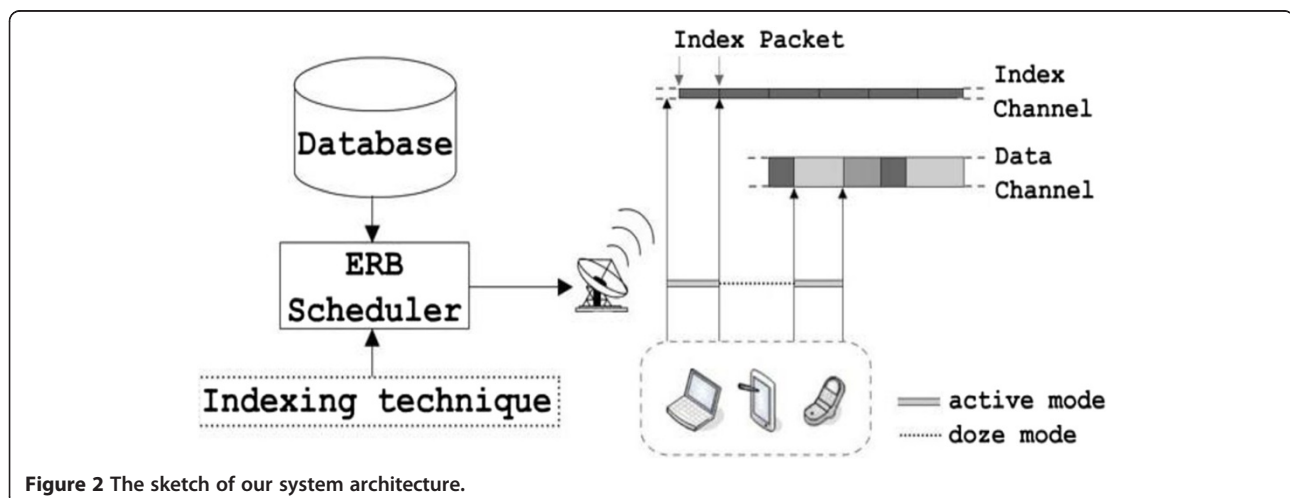 Index Packet
Index
Channel
Database
Data
Channel
ERB
Scheduler
Indexing technique
active mode
doze mode
Figure 2 The sketch of our system architecture.